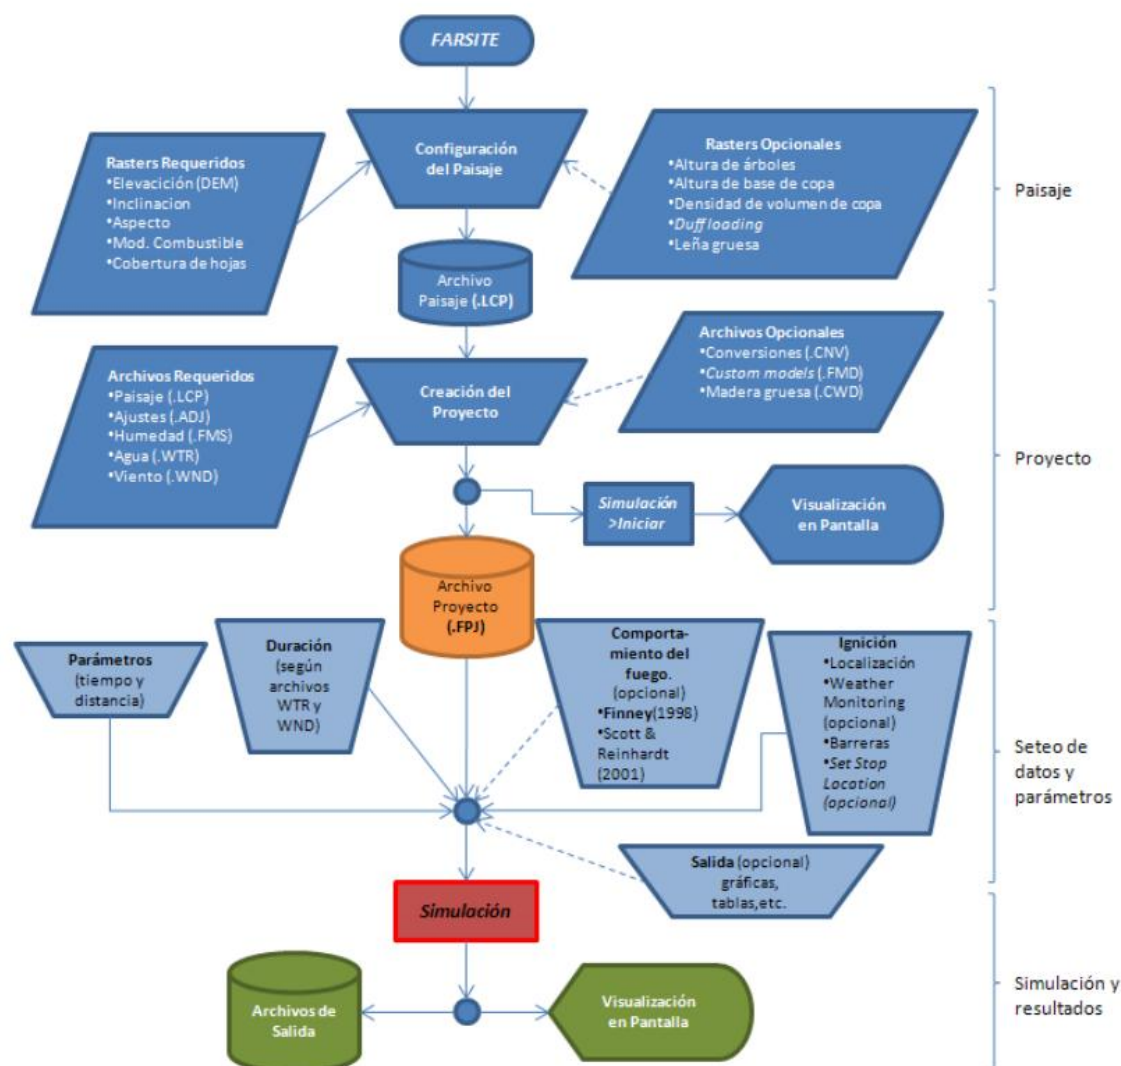 FARSITE
Configuración
del Paisaje
Rasters Requeridos
•Elevacición (DEM)
•Inclinacion
•Aspecto
•Mod. Combustible
•Cobertura de hojas
Rasters Opcionales
•Altura de árboles
•Altura de base de copa
•Densidad de volumen de copa
•Duff loading
•Leña gruesa
Paisaje
Archivo
Paisaje (.LCP)
Archivos Requeridos
•Paisaje (.LCP)
•Ajustes (.ADJ)
•Humedad (.FMS)
•Agua (.WTR)
•Viento (.WND)
Creación del
Proyecto
Archivos Opcionales
•Conversiones (.CNV)
•Custom models (.FMD)
•Madera gruesa (.CWD)
Proyecto
Simulación
>Iniciar
Visualización
en Pantalla
Archivo
Proyecto
(.FPJ)
Parámetros
(tiempo y
distancia)
Duración
(según
archivos
WTR y
WND)
Comporta-
miento del
fuego.
(opcional)
•Finney(1998)
•Scott &
Reinhardt
(2001)
Ignición
•Localización
•Weather
Monitoring
(opcional)
•Barreras
•Set Stop
Location
(opcional)
Seteo de
datos y
parámetros
Salida (opcional)
gráficas,
tablas,etc.
Simulación
Archivos de
Salida
Visualización
en Pantalla
Simulación y
resultados